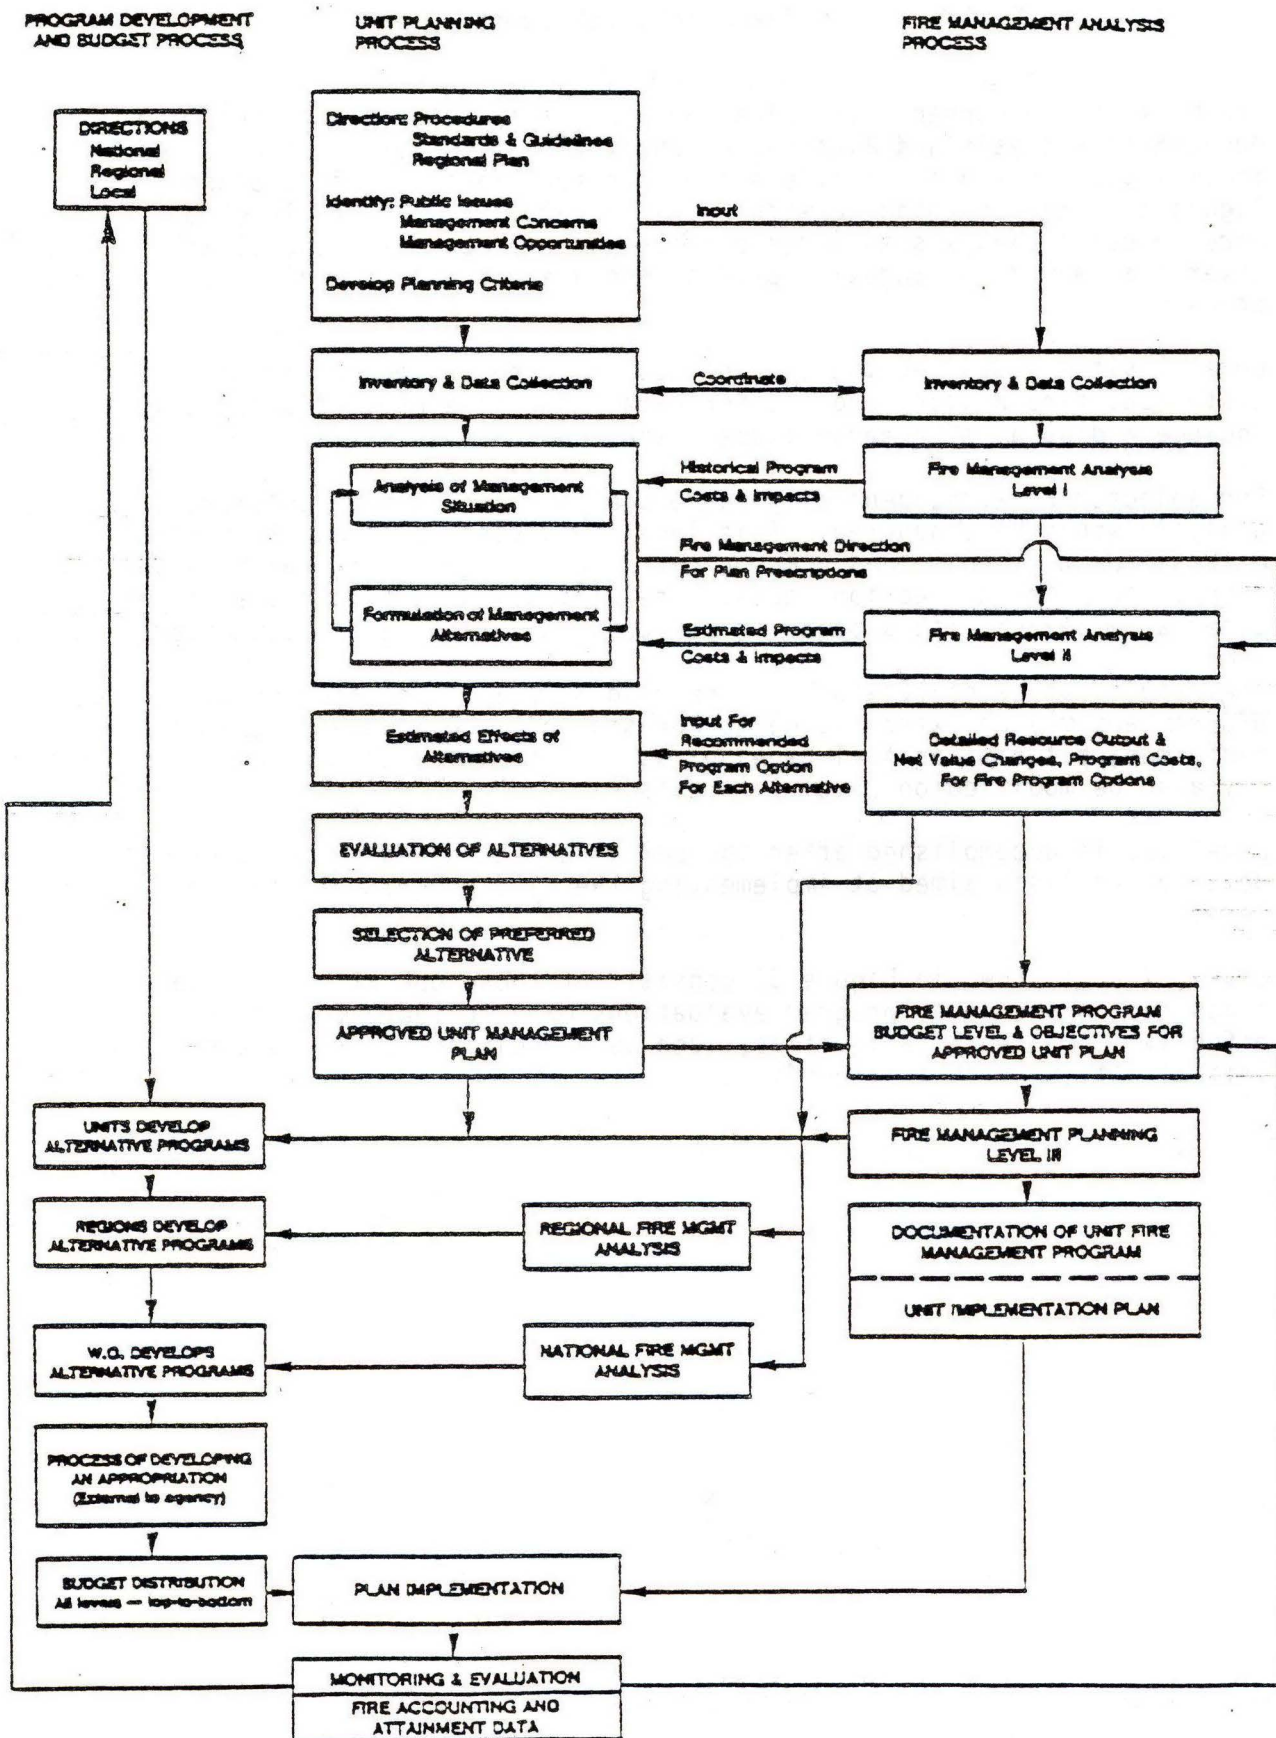 PROGRAM DEVELOPMENT
AND BUDGET PROCESS
UNIT PLANNING
PROCESS
FIRE MANAGEMENT ANALYSIS
PROCESS
DIRECTIONS
National
Regional
Local
Direction: Procedures
Standards & Guidelines
Regional Plan
Identify: Public Issues
Management Concerns
Management Opportunities
Develop Planning Criteria
Input
Inventory & Data Collection
Coordinate
Inventory & Data Collection
Analysis of Management
Situation
Historical Program
Costs & Impacts
Fire Management Analysis
Level I
Fire Management Direction
For Plan Prescriptions
Formulation of Management
Alternatives
Estimated Program
Costs & Impacts
Fire Management Analysis
Level II
Estimated Effects of
Alternatives
Input For
Recommended
Program Option
For Each Alternative
Detailed Resource Output &
Net Value Changes, Program Costs,
For Fire Program Options
EVALUATION OF ALTERNATIVES
SELECTION OF PREFERRED
ALTERNATIVE
APPROVED UNIT MANAGEMENT
PLAN
FIRE MANAGEMENT PROGRAM
BUDGET LEVEL & OBJECTIVES FOR
APPROVED UNIT PLAN
UNITS DEVELOP
ALTERNATIVE PROGRAMS
FIRE MANAGEMENT PLANNING
LEVEL III
REGIONS DEVELOP
ALTERNATIVE PROGRAMS
REGIONAL FIRE MGMT
ANALYSIS
DOCUMENTATION OF UNIT FIRE
MANAGEMENT PROGRAM
UNIT IMPLEMENTATION PLAN
W.O. DEVELOPS
ALTERNATIVE PROGRAMS
NATIONAL FIRE MGMT
ANALYSIS
PROCESS OF DEVELOPING
AN APPROPRIATION
(External to agency)
BUDGET DISTRIBUTION
All levers — top-to-bottom
PLAN IMPLEMENTATION
MONITORING & EVALUATION
FIRE ACCOUNTING AND
ATTAINMENT DATA